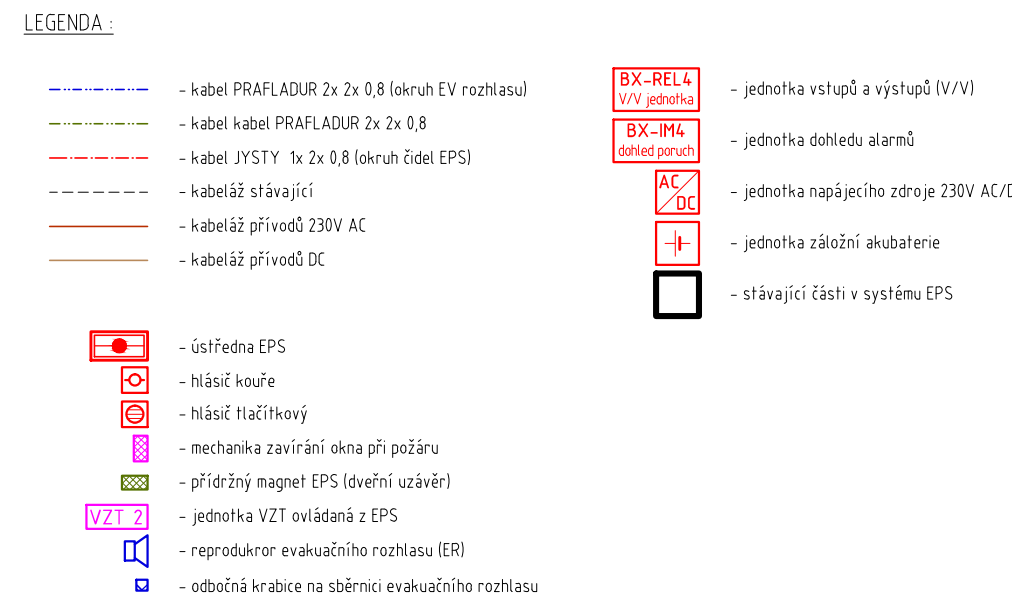 LEGENDA :
- kabel PRAFLADUR 2x 2x 0,8 (okruh EV rozhlasu)
- kabel kabel PRAFLADUR 2x 2x 0,8
- kabel JYSTY 1x 2x 0,8 (okruh čidel EPS)
- kabeláž stávající
- kabeláž přívodů 230V AC
- kabeláž přívodů DC
- ústředna EPS
- hlásič kouře
- hlásič tlačítkový
- mechanika zavírání okna při požáru
- přídržný magnet EPS (dveřní uzávěr)
VZT 2 - jednotka VZT ovládaná z EPS
- reprodukror evakuačního rozhlasu (ER)
- odbočná krabice na sběrnici evakuačního rozhlasu
BX-REL4
V/V jednotka
- jednotka vstupů a výstupů (V/V)
BX-IM4
dohled poruch
- jednotka dohledu alarmů
AC/
DC
- jednotka napájecího zdroje 230V AC/
- jednotka záložní akubaterie
- stávající části v systému EPS